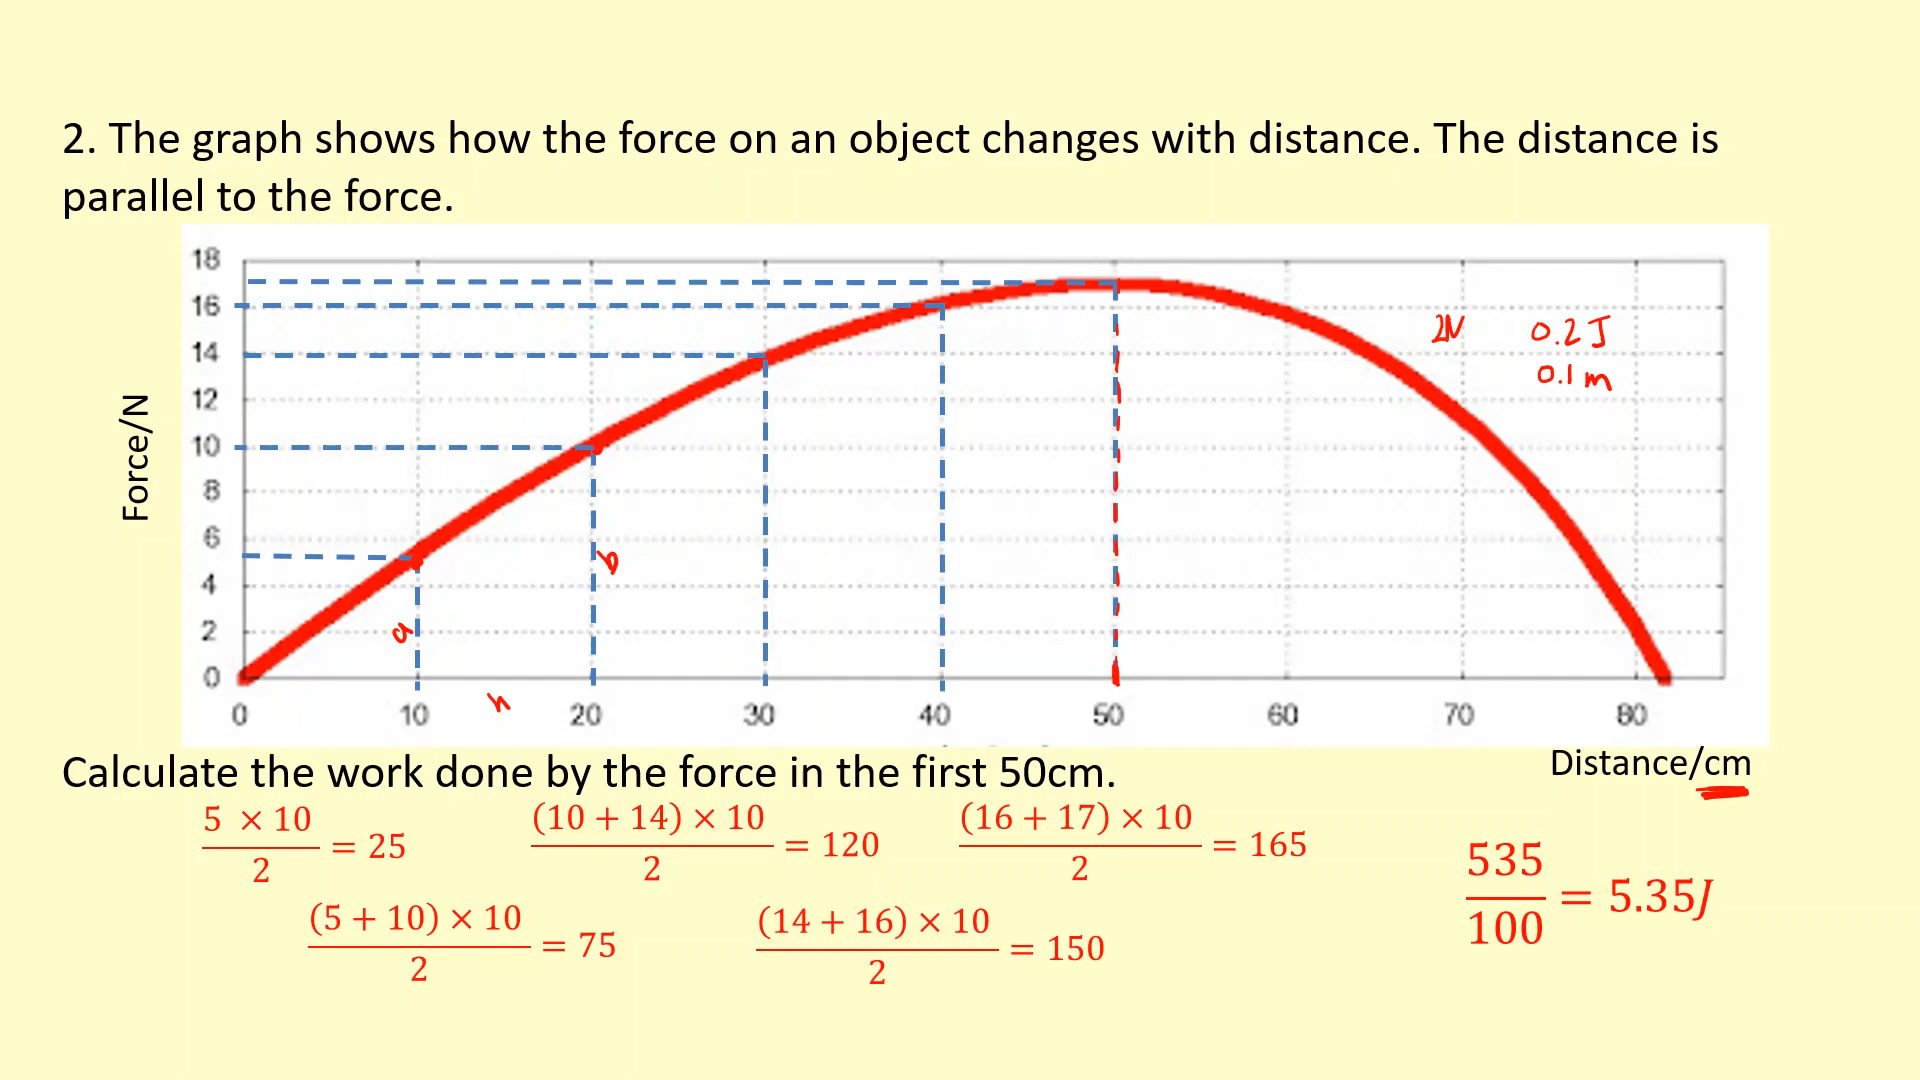 2. The graph shows how the force on an object changes with distance. The distance is
parallel to the force.
Force/N
18
16
14
12
10
8
6
4
2
0
0 10 20 30 40 50 60 70 80
2N 0.2 J
0.1 m
a
b
h
Distance/cm
Calculate the work done by the force in the first 50cm.
(5 × 10)/2 = 25
(10 + 14) × 10/2 = 120
(16 + 17) × 10/2 = 165
(5 + 10) × 10/2 = 75
(14 + 16) × 10/2 = 150
535/100 = 5.35J